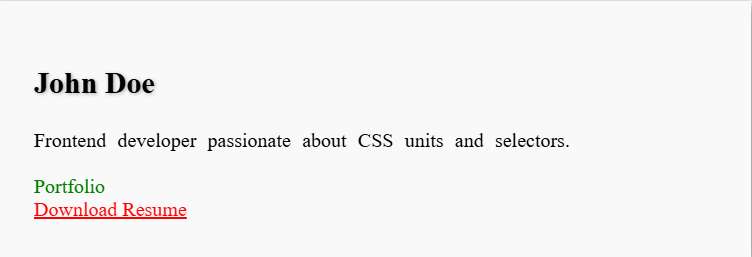 John Doe
Frontend developer passionate about CSS units and selectors.
Portfolio
Download Resume